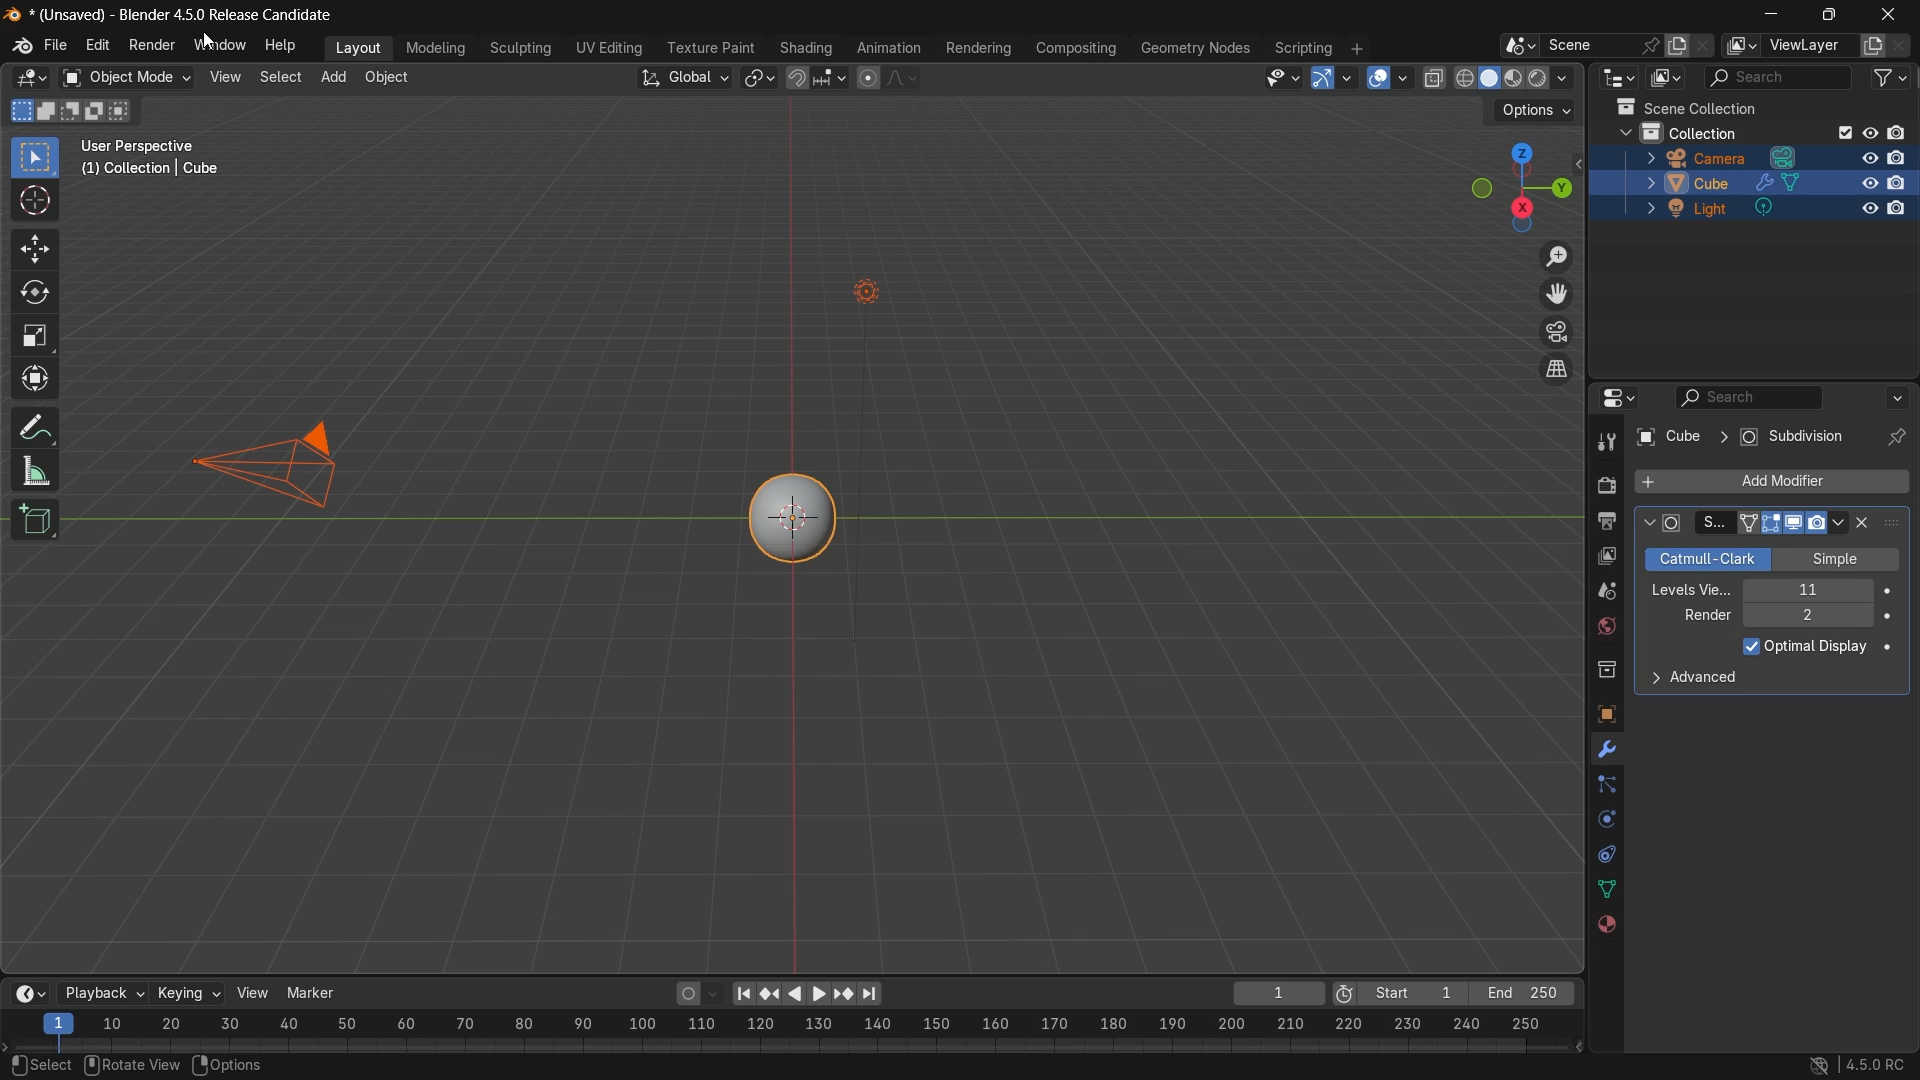 * (Unsaved) - Blender 4.5.0 Release Candidate
File Edit Render Window Help Layout Modeling Sculpting UV Editing Texture Paint Shading Animation Rendering Compositing Geometry Nodes Scripting + Scene ViewLayer
Object Mode View Select Add Object Global Search
Options
User Perspective
(1) Collection | Cube
Z
Y
X
Scene Collection
Collection
Camera
Cube
Light
Search
Cube > Subdivision
+ Add Modifier
S...
Catmull-Clark Simple
Levels Vie... 11
Render 2
Optimal Display
Advanced
Playback Keying View Marker 1 Start 1 End 250
1 10 20 30 40 50 60 70 80 90 100 110 120 130 140 150 160 170 180 190 200 210 220 230 240 250
Select Rotate View Options 4.5.0 RC